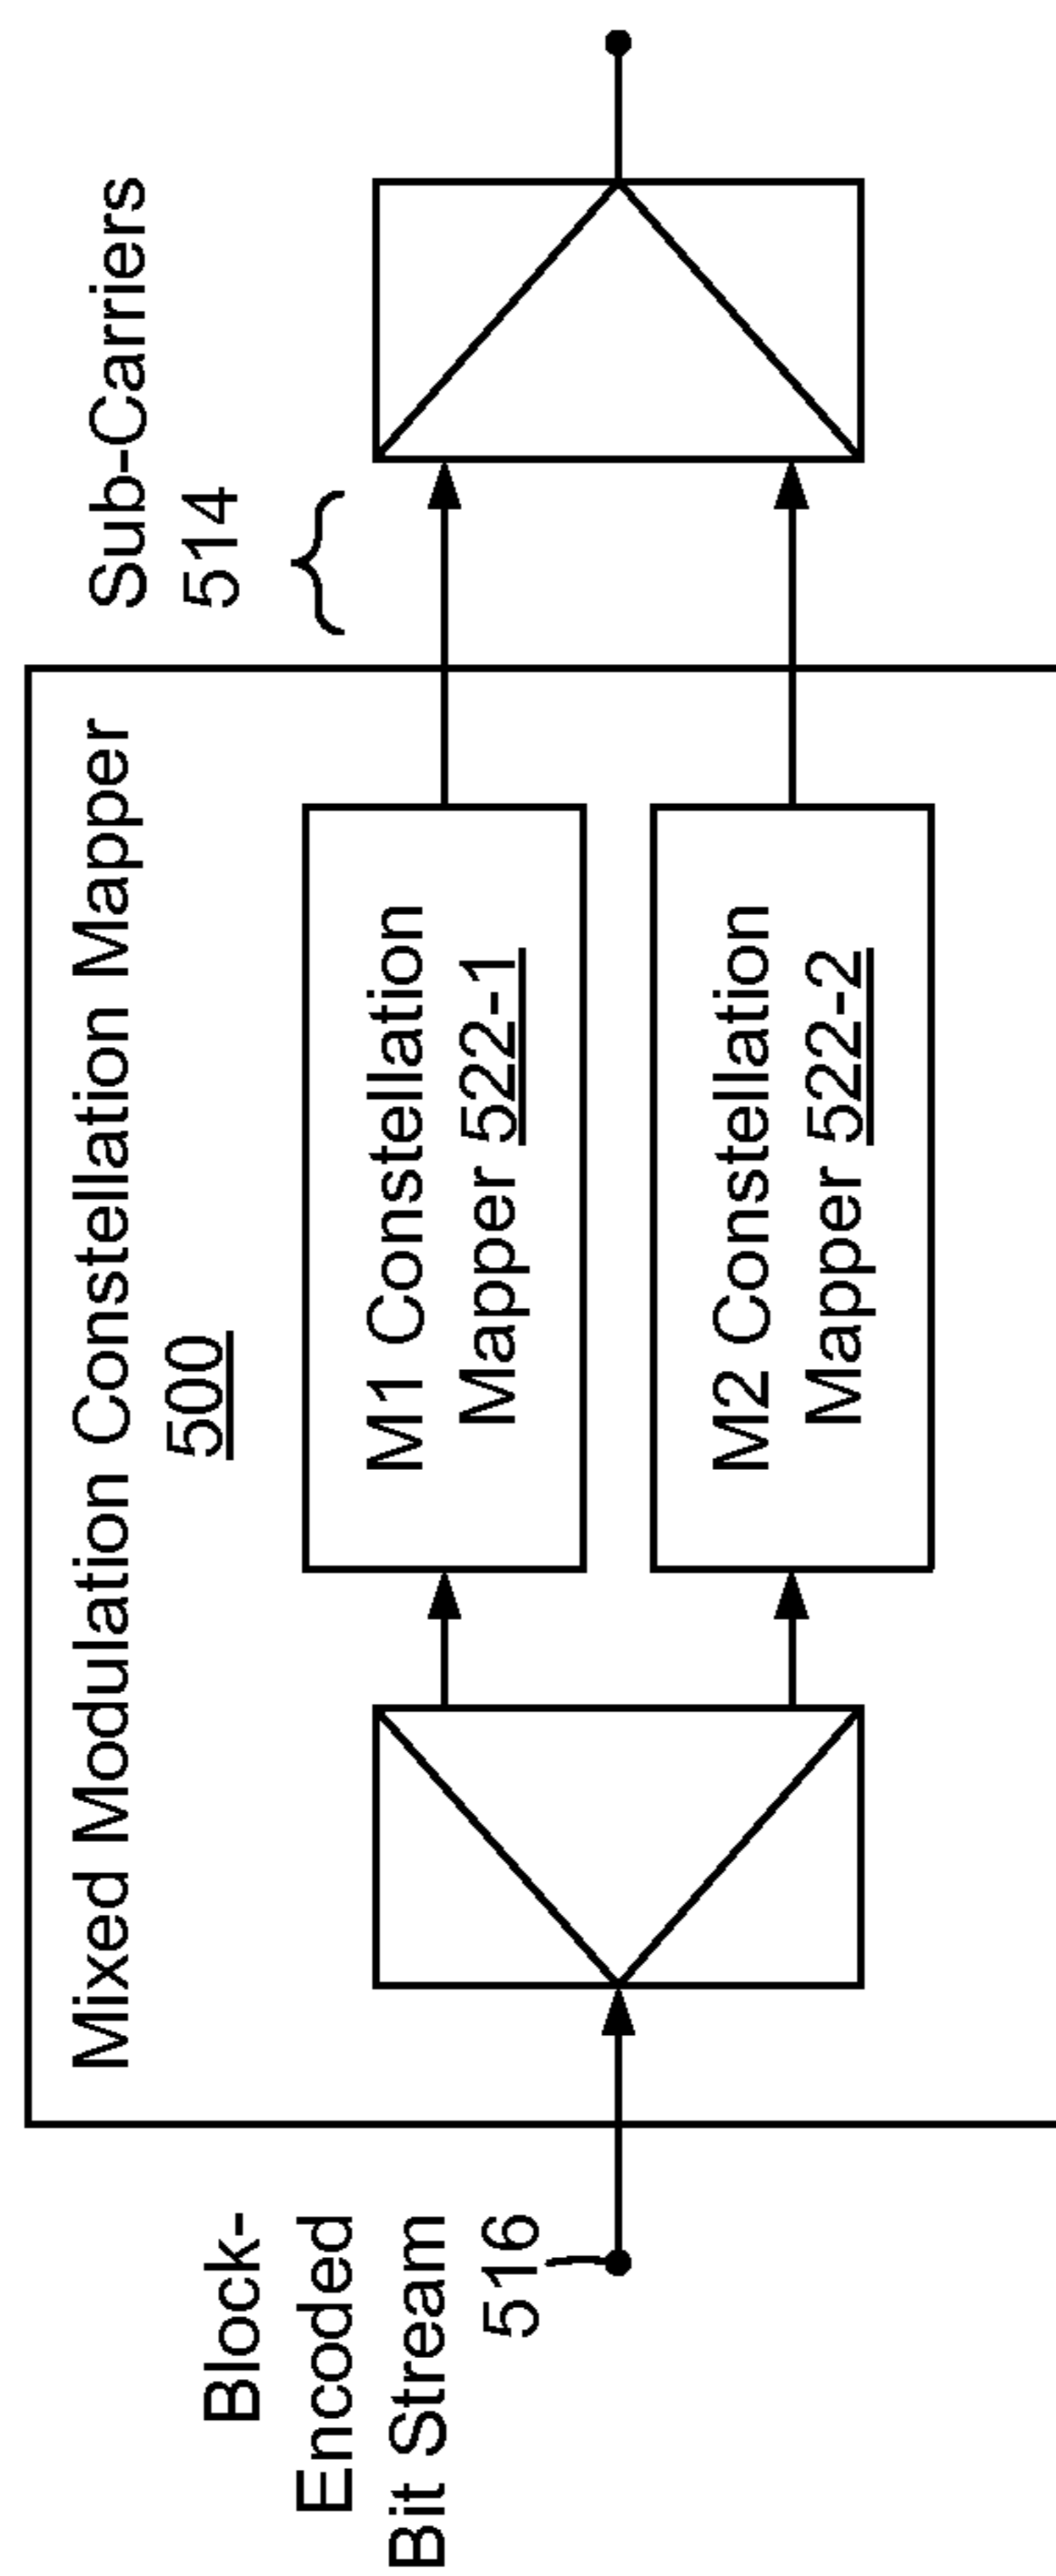 Mixed Modulation Constellation Mapper
500
Block-
Encoded
Bit Stream
516
M1 Constellation
Mapper 522-1
M2 Constellation
Mapper 522-2
Sub-Carriers
514